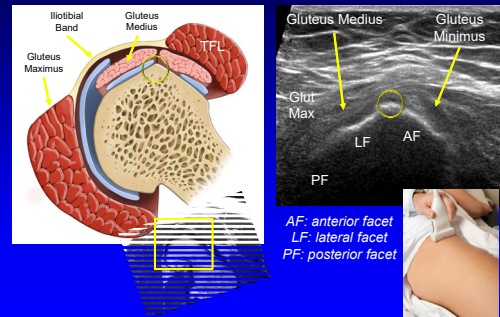 Iliotibial
Band
Gluteus
Medius
TFL
Gluteus
Maximus
Gluteus Medius
Gluteus
Minimus
Glut
Max
LF
AF
PF
AF: anterior facet
LF: lateral facet
PF: posterior facet